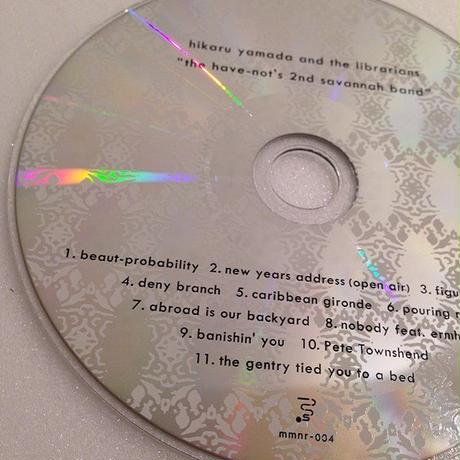 hikaru yamada and the librarians
"the have-not's 2nd savannah band"
1. beaut-probability 2. new years address (open air) 3.
4. deny branch 5. caribbean gironde 6. pouring
7. abroad is our backyard 8. nobody feat.
9. banishin' you 10. Pete Townshend
11. the gentry tied you to a bed
mmnr-004